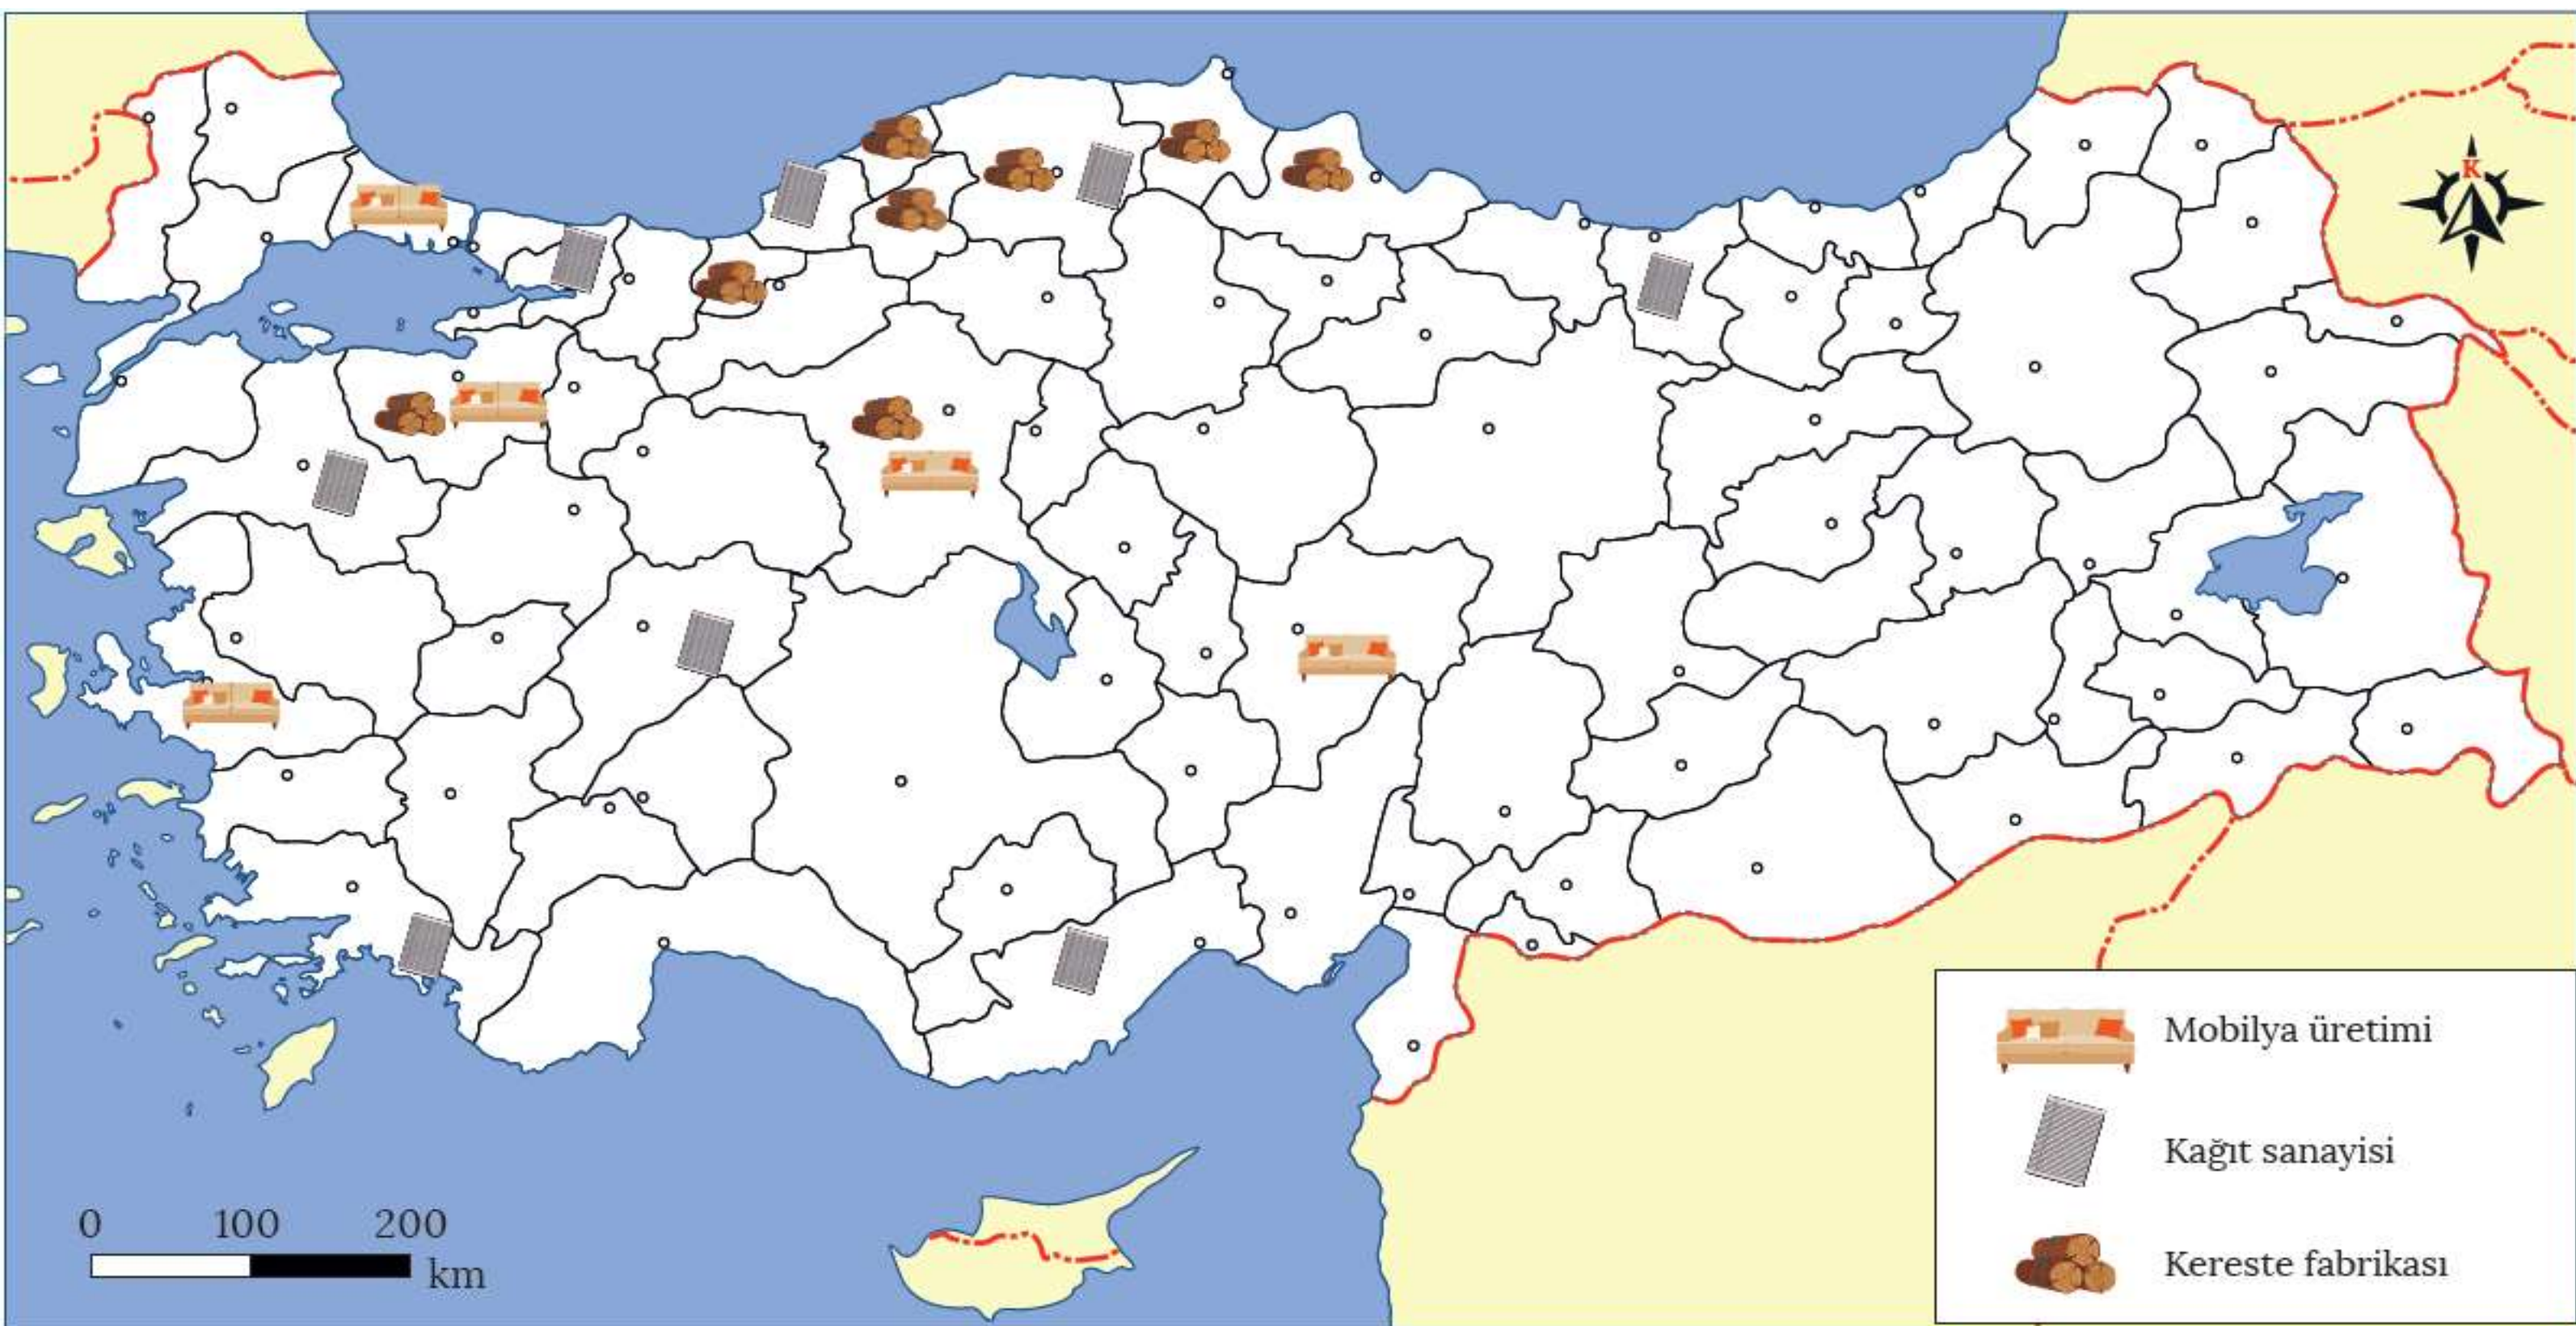 K
Mobilya üretimi
Kağıt sanayisi
Kereste fabrikası
0 100 200
km